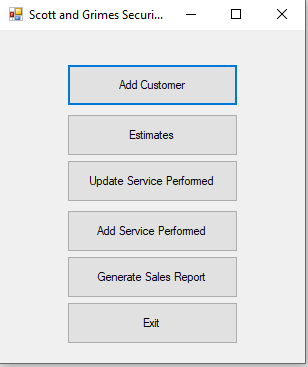 Scott and Grimes Securi...
Add Customer
Estimates
Update Service Performed
Add Service Performed
Generate Sales Report
Exit